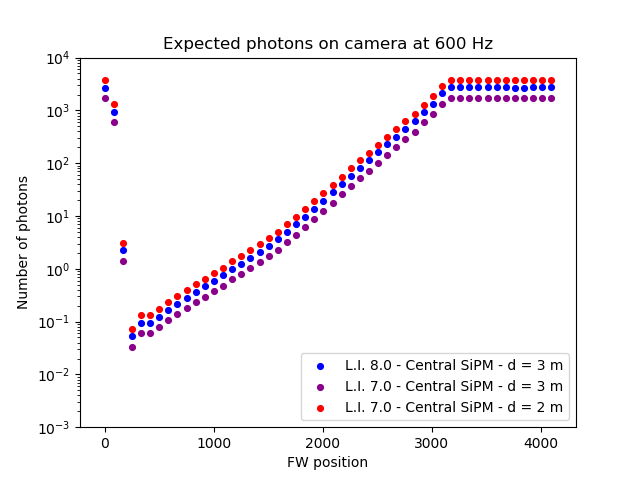 Expected photons on camera at 600 Hz
Number of photons
10^4
10^3
10^2
10^1
10^0
10^−1
10^−2
10^−3
L.I. 8.0 - Central SiPM - d = 3 m
L.I. 7.0 - Central SiPM - d = 3 m
L.I. 7.0 - Central SiPM - d = 2 m
0 1000 2000 3000 4000
FW position